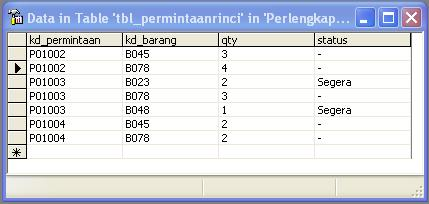 Data in Table 'tbl_permintaanrinci' in 'Perlengkap...
kd_permintaan kd_barang qty status
P01002 B045 3 -
P01002 B078 4 -
P01003 B023 2 Segera
P01003 B078 3 -
P01003 B048 1 Segera
P01004 B045 2 -
P01004 B078 2 -